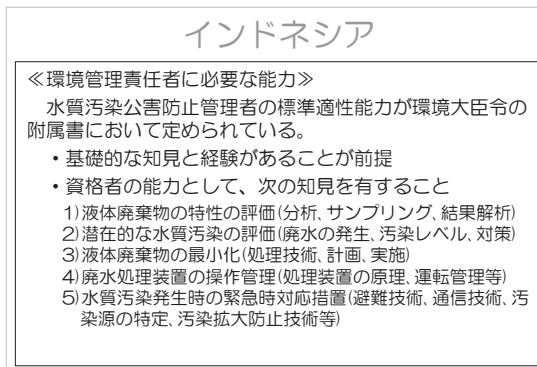 インドネシア
≪環境管理責任者に必要な能力≫
水質汚染公害防止管理者の標準適性能力が環境大臣令の
附属書において定められている。
・基礎的な知見と経験があることが前提
・資格者の能力として、次の知見を有すること
1)液体廃棄物の特性の評価(分析、サンプリング、結果解析)
2)潜在的な水質汚染の評価(廃水の発生、汚染レベル、対策)
3)液体廃棄物の最小化(処理技術、計画、実施)
4)廃水処理装置の操作管理(処理装置の原理、運転管理等)
5)水質汚染発生時の緊急時対応措置(避難技術、通信技術、汚
染源の特定、汚染拡大防止技術等)